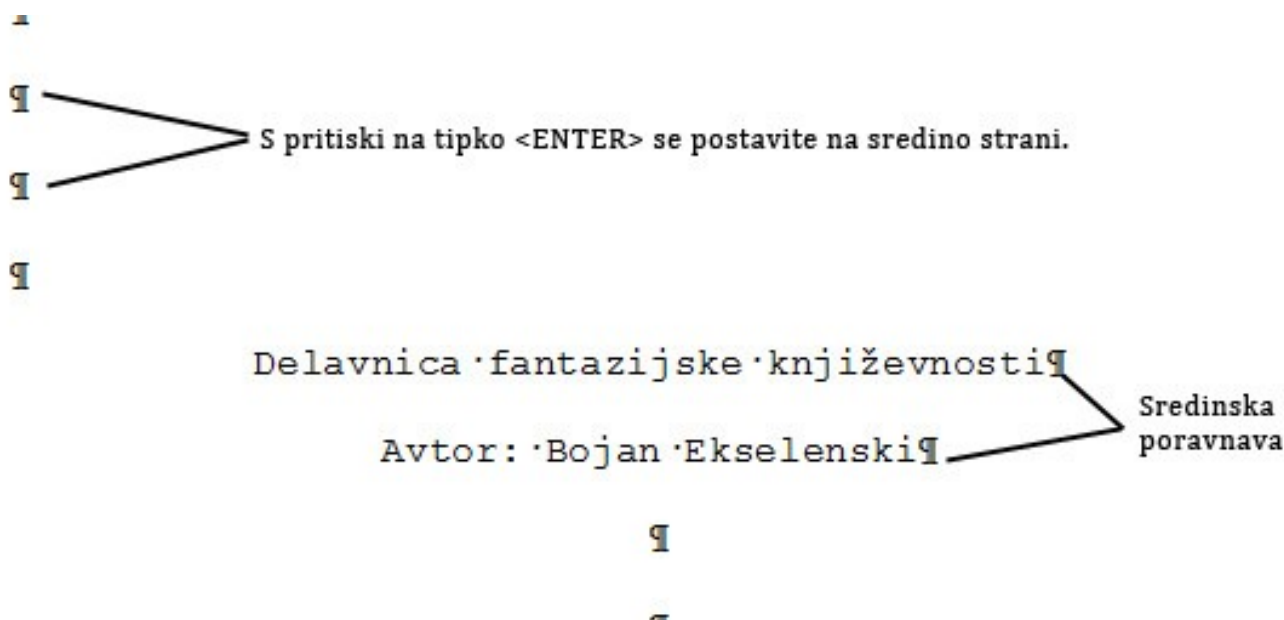 ¶
¶
S pritiski na tipko <ENTER> se postavite na sredino strani.
¶
¶
Delavnica·fantazijske·književnosti¶
Sredinska
poravnava
Avtor:·Bojan·Ekselenski¶
¶
¶